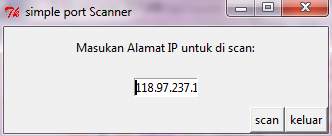 simple port Scanner
Masukan Alamat IP untuk di scan:
118.97.237.1
scan keluar